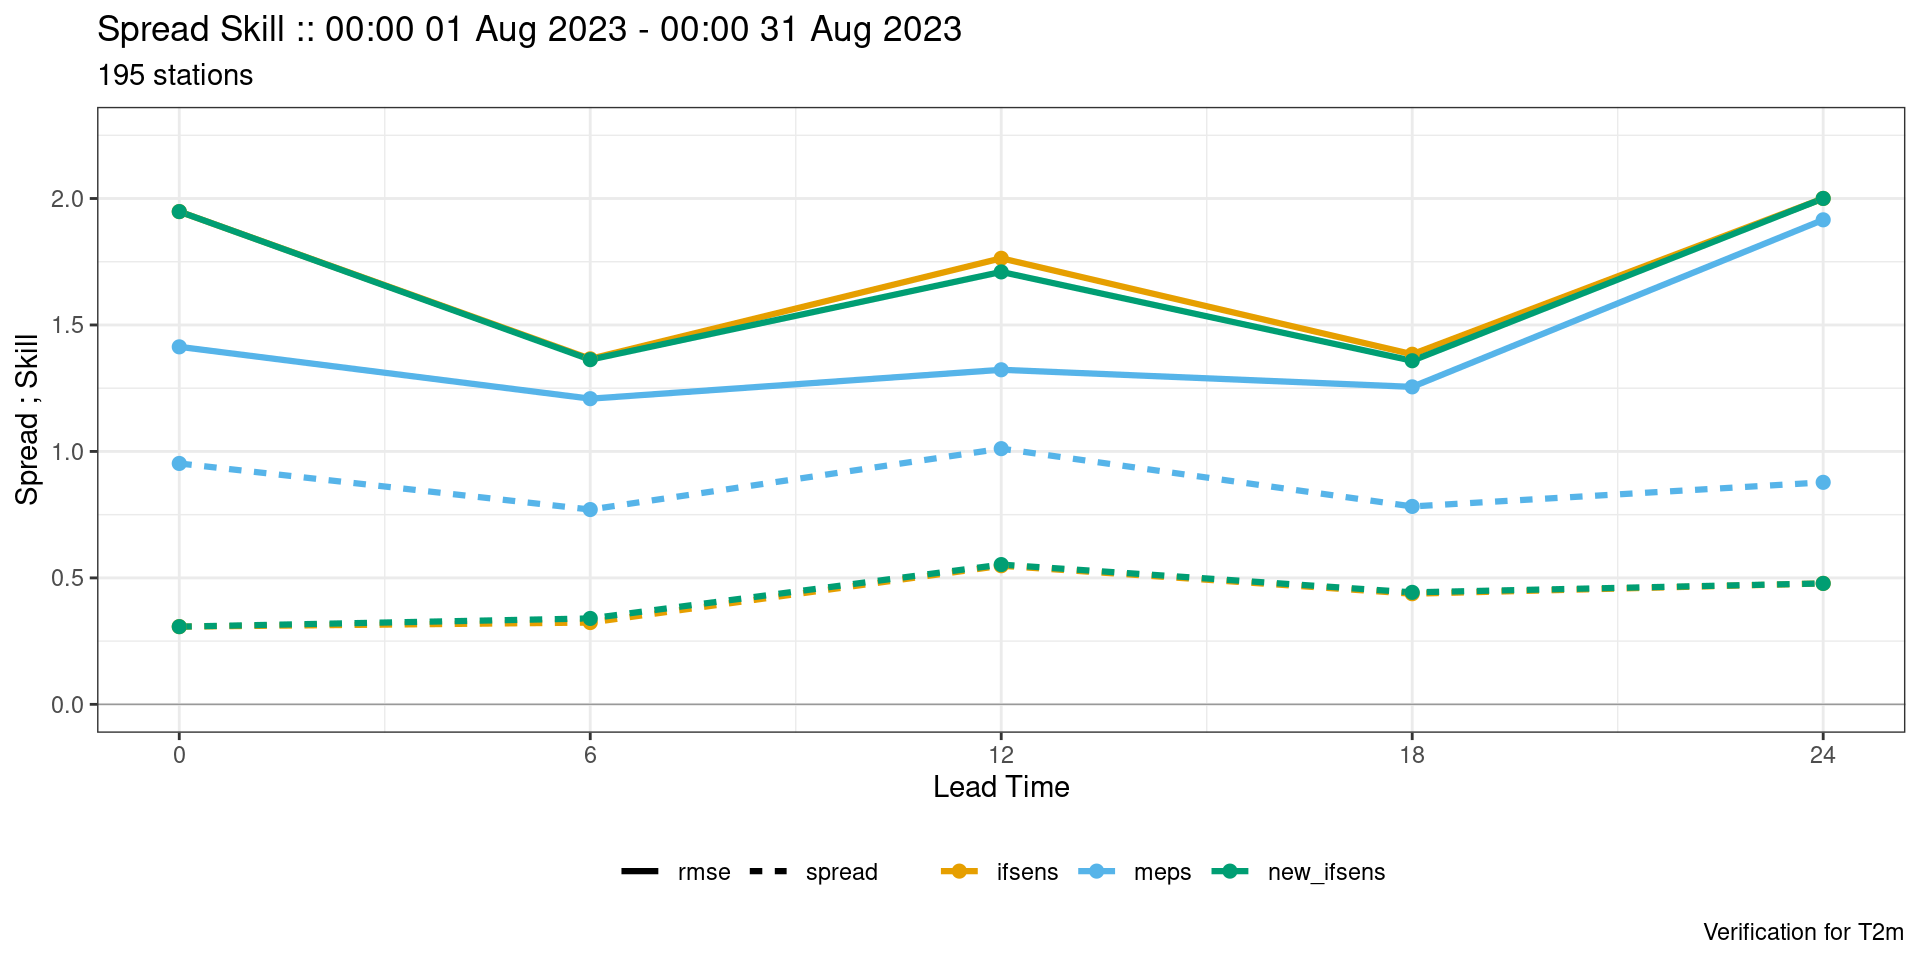 Spread Skill :: 00:00 01 Aug 2023 - 00:00 31 Aug 2023
195 stations
Spread ; Skill
2.0
1.5
1.0
0.5
0.0
0 6 12 18 24
Lead Time
rmse spread ifsens meps new_ifsens
Verification for T2m